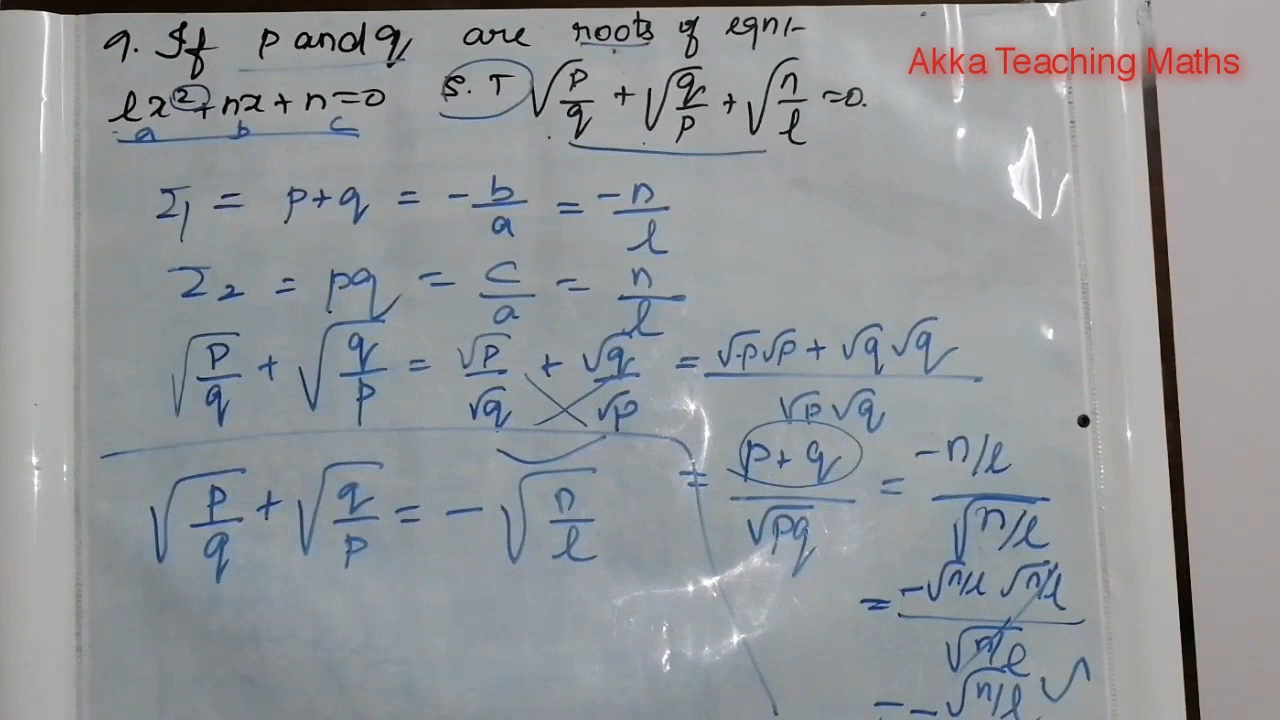 9. If p and q are roots of eqn:-
lx²+nx+n=0 S.T √p/q + √q/p + √n/l =0.
a b c
Akka Teaching Maths
Σ1 = p+q = -b/a = -n/l
Σ2 = pq = c/a = n/l
√p/q + √q/p = √p/√q + √q/√p = √p√p + √q√q / √p√q
= p+q / √pq = -n/l / √n/l
√p/q + √q/p = - √n/l
= -√n/l √n/l / √n/l
= -√n/l